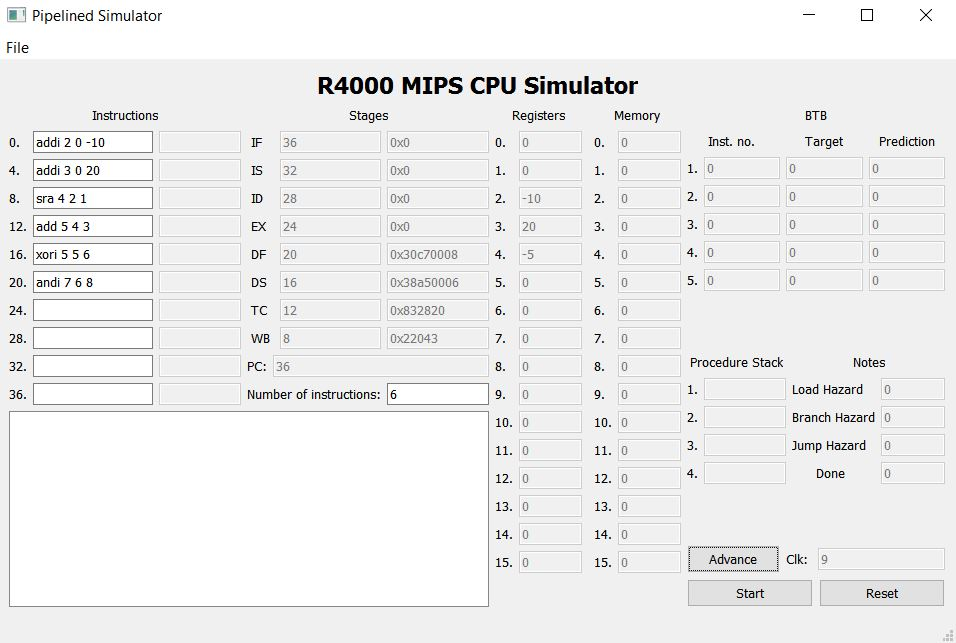 Pipelined Simulator
File
R4000 MIPS CPU Simulator
Instructions Stages Registers Memory BTB
Inst. no. Target Prediction
0. addi 2 0 -10 IF 36 0x0 0. 0 0. 0
1. 0 0 0
4. addi 3 0 20 IS 32 0x0 1. 0 1. 0
2. 0 0 0
8. sra 4 2 1 ID 28 0x0 2. -10 2. 0
3. 0 0 0
12. add 5 4 3 EX 24 0x0 3. 20 3. 0
4. 0 0 0
16. xori 5 5 6 DF 20 0x30c70008 4. -5 4. 0
5. 0 0 0
20. andi 7 6 8 DS 16 0x38a50006 5. 0 5. 0
24. TC 12 0x832820 6. 0 6. 0
28. WB 8 0x22043 7. 0 7. 0
Procedure Stack Notes
32. PC: 36 8. 0 8. 0
1. Load Hazard 0
36. Number of instructions: 6 9. 0 9. 0
2. Branch Hazard 0
10. 0 10. 0
3. Jump Hazard 0
11. 0 11. 0
4. Done 0
12. 0 12. 0
13. 0 13. 0
14. 0 14. 0
15. 0 15. 0
Advance Clk: 9
Start Reset